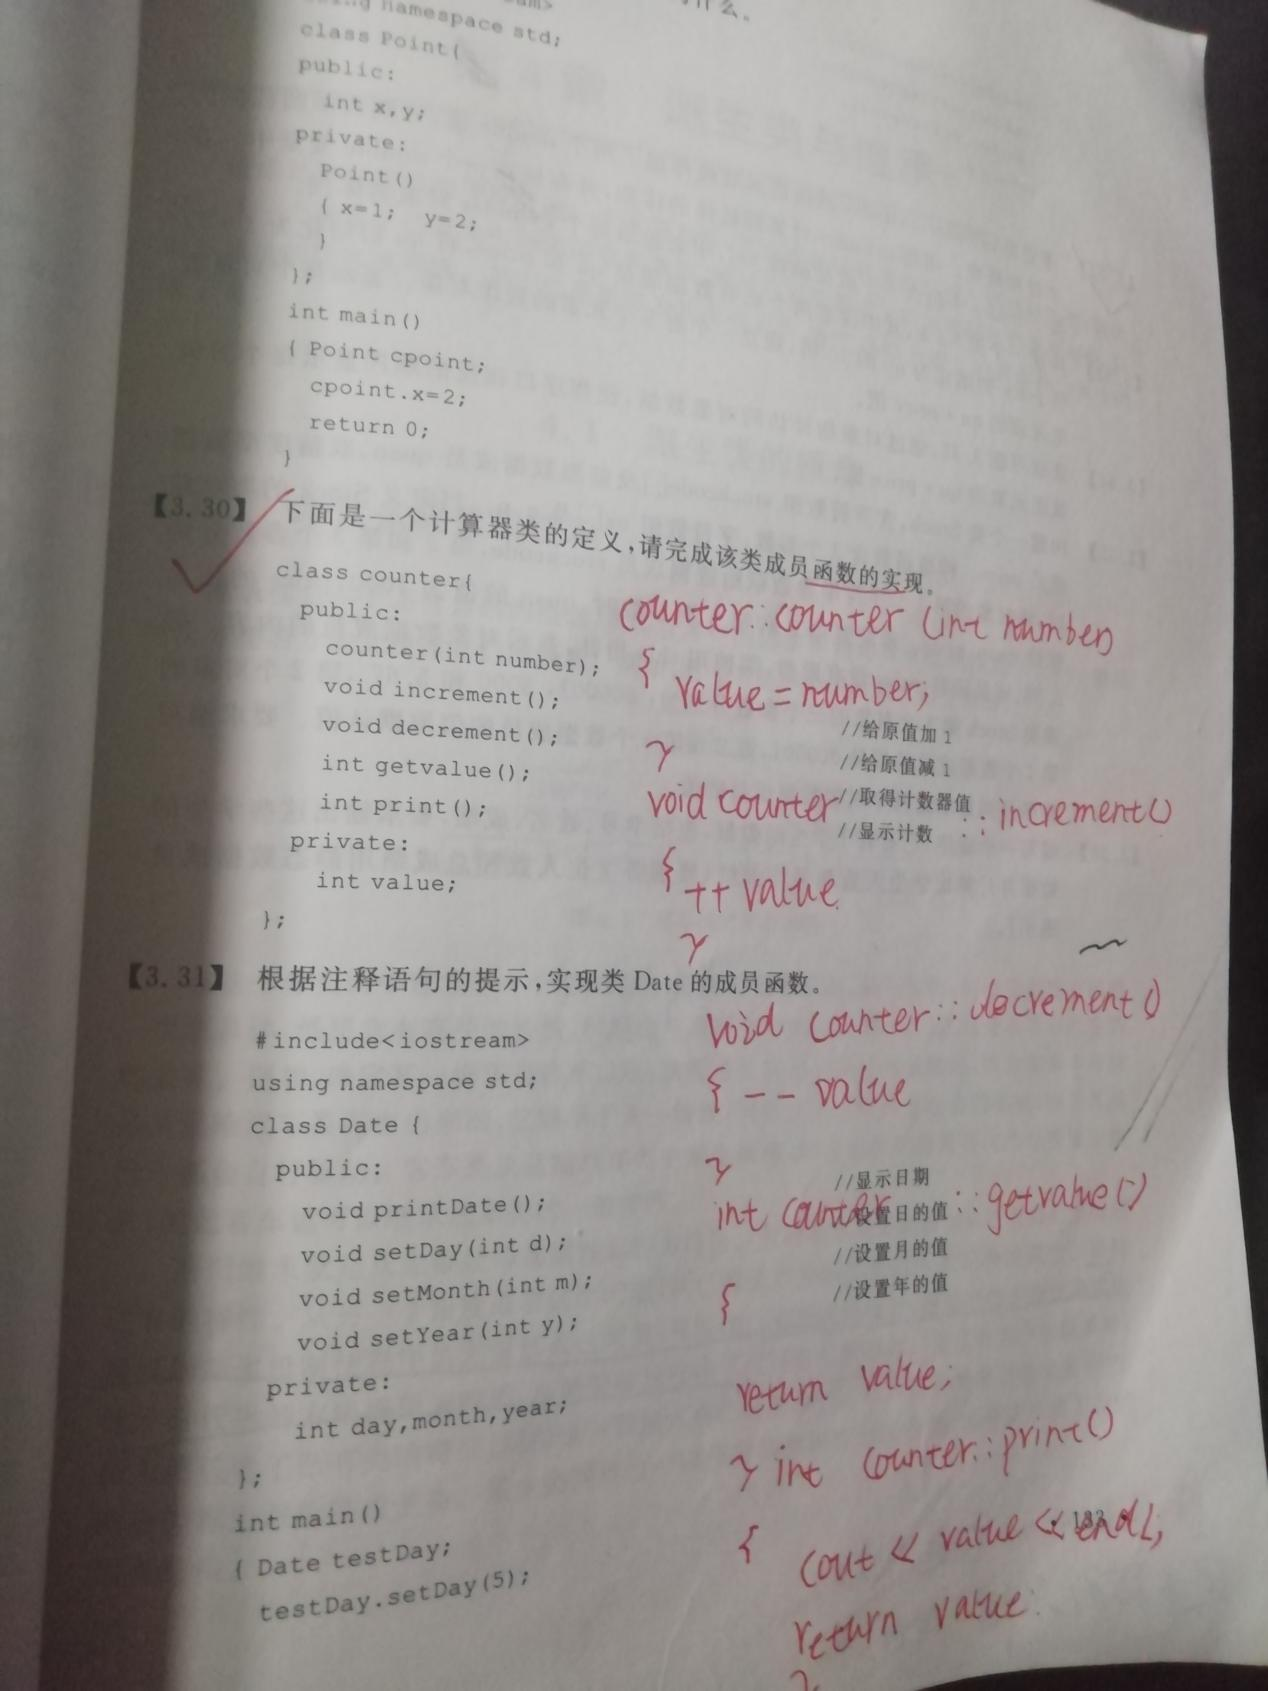 using namespace std;
class Point{
public:
int x,y;
private:
Point()
{ x=1; y=2;
}
};
int main()
{ Point cpoint;
cpoint.x=2;
return 0;
}
【3.30】 下面是一个计算器类的定义,请完成该类成员函数的实现。
class counter{
public:
counter::counter (int number)
counter(int number);
{
value = number;
void increment(); //给原值加1
void decrement(); //给原值减1
}
int getvalue(); //取得计数器值
void counter ::increment()
int print(); //显示计数
private:
{ ++ value
int value;
};
}
【3.31】 根据注释语句的提示,实现类 Date 的成员函数。
void counter::decrement()
#include<iostream>
using namespace std;
{ -- value
class Date {
public:
}
void printDate(); //显示日期
int counter ::getvalue()
void setDay(int d); 设置日的值
void setMonth(int m); //设置月的值
void setYear(int y); //设置年的值
{
private:
return value;
int day,month,year;
};
} int counter::print()
int main()
{
cout << value << endl;
{ Date testDay;
testDay.setDay(5);
return value
}